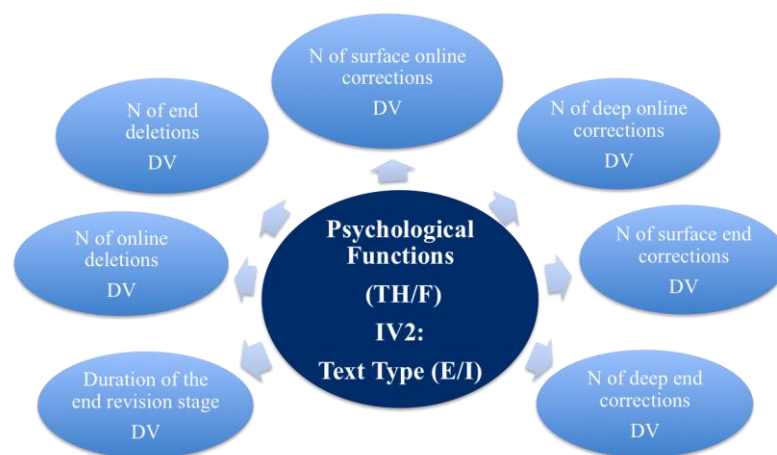 N of surface online
corrections
DV
N of end
deletions
DV
N of deep online
corrections
DV
N of online
deletions
DV
Psychological
Functions
(TH/F)
IV2:
Text Type (E/I)
N of surface end
corrections
DV
Duration of the
end revision stage
DV
N of deep end
corrections
DV